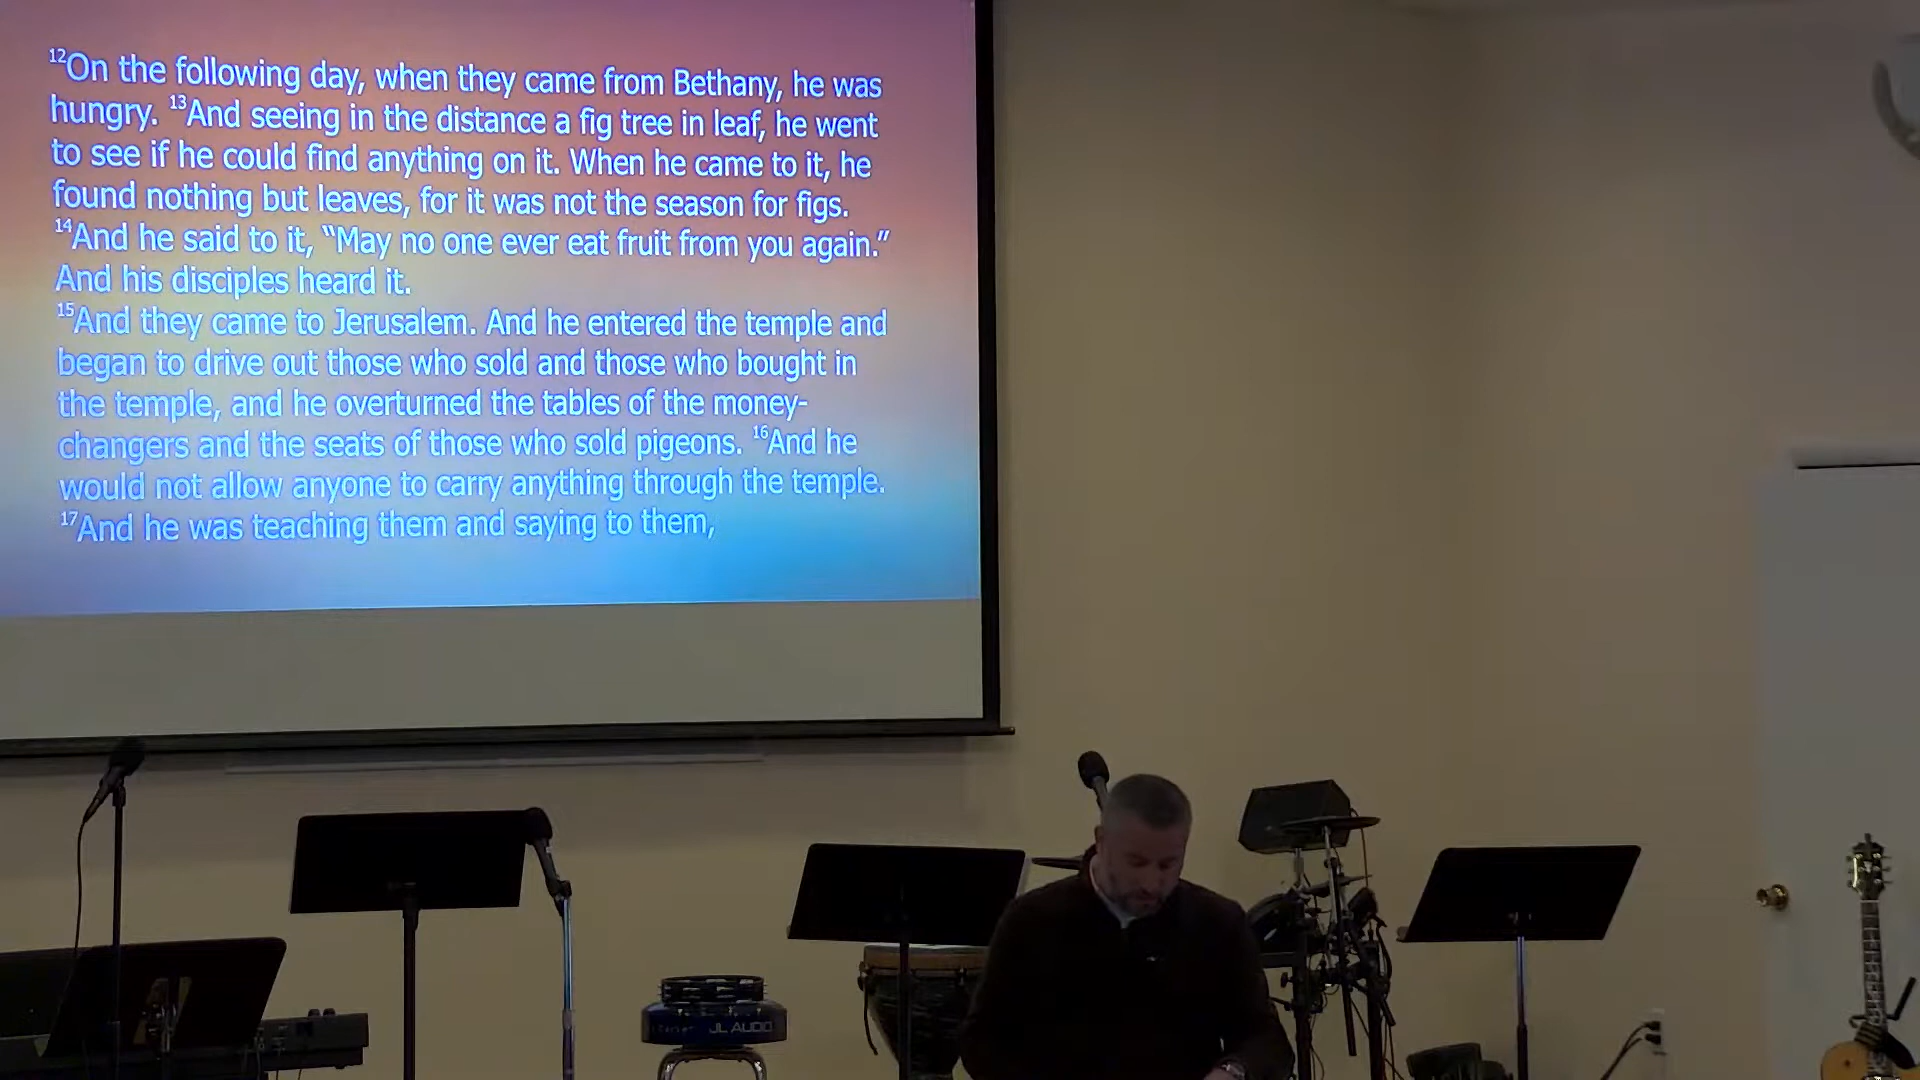 12On the following day, when they came from Bethany, he was
hungry. 13And seeing in the distance a fig tree in leaf, he went
to see if he could find anything on it. When he came to it, he
found nothing but leaves, for it was not the season for figs.
14And he said to it, “May no one ever eat fruit from you again.”
And his disciples heard it.
15And they came to Jerusalem. And he entered the temple and
began to drive out those who sold and those who bought in
the temple, and he overturned the tables of the money-
changers and the seats of those who sold pigeons. 16And he
would not allow anyone to carry anything through the temple.
17And he was teaching them and saying to them,
JL AUDIO